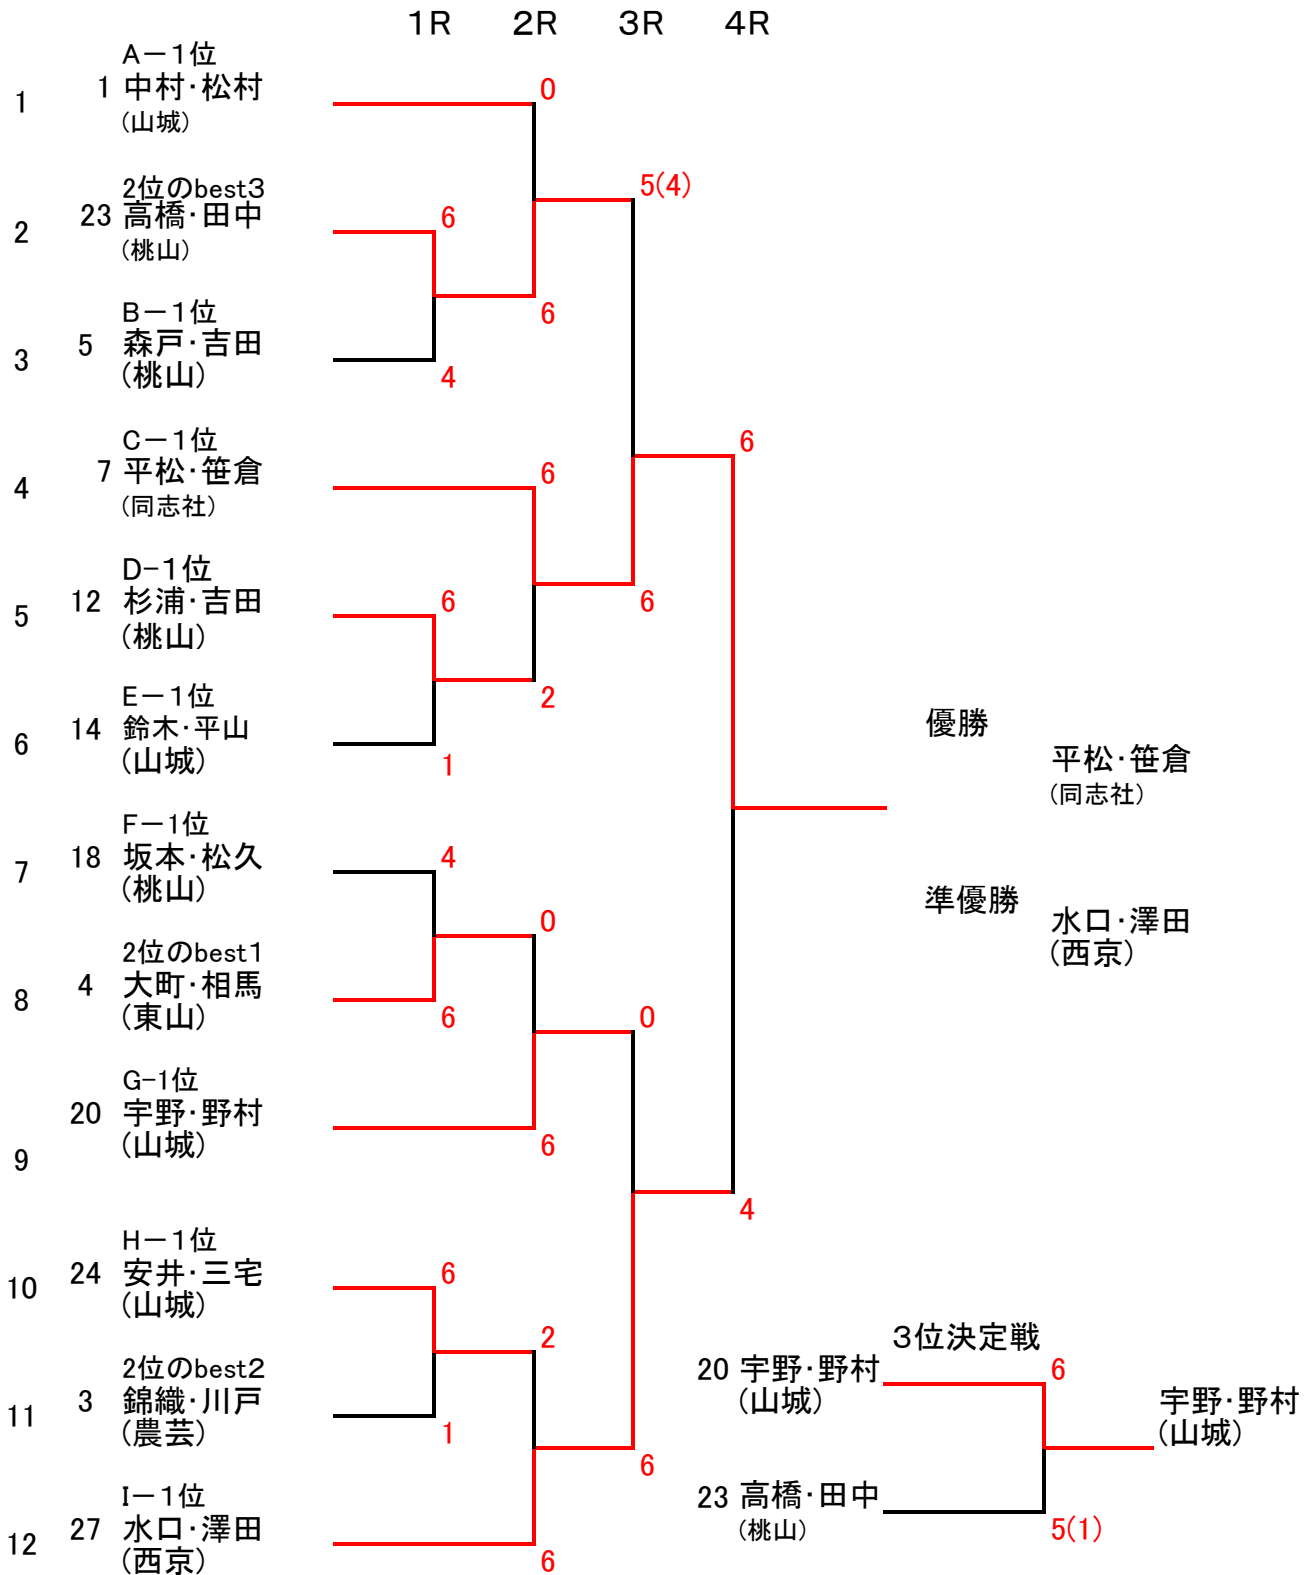 1R 2R 3R 4R
A－1位
1 1 中村・松村
(山城)
0
2位のbest3
2 23 高橋・田中
(桃山)
6
5(4)
B－1位
3 5 森戸・吉田
(桃山)
4
6
C－1位
4 7 平松・笹倉
(同志社)
6
6
D-1位
5 12 杉浦・吉田
(桃山)
6
6
E－1位
6 14 鈴木・平山
(山城)
1
2
優勝
平松・笹倉
(同志社)
F－1位
7 18 坂本・松久
(桃山)
4
0
準優勝
水口・澤田
(西京)
2位のbest1
8 4 大町・相馬
(東山)
6
0
G-1位
9 20 宇野・野村
(山城)
6
4
H－1位
10 24 安井・三宅
(山城)
6
2
2位のbest2
11 3 錦織・川戸
(農芸)
1
6
I－1位
12 27 水口・澤田
(西京)
6
3位決定戦
20 宇野・野村
(山城)
6
宇野・野村
(山城)
23 高橋・田中
(桃山)
5(1)